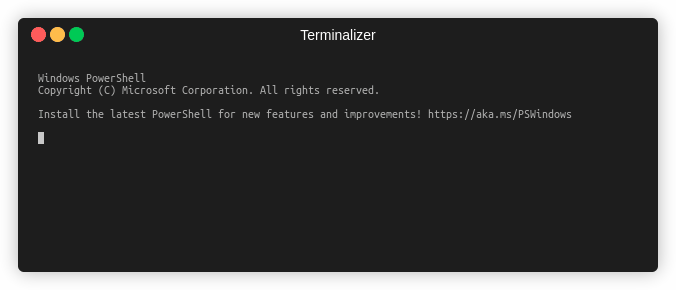 Terminalizer
Windows PowerShell
Copyright (C) Microsoft Corporation. All rights reserved.
Install the latest PowerShell for new features and improvements! https://aka.ms/PSWindows